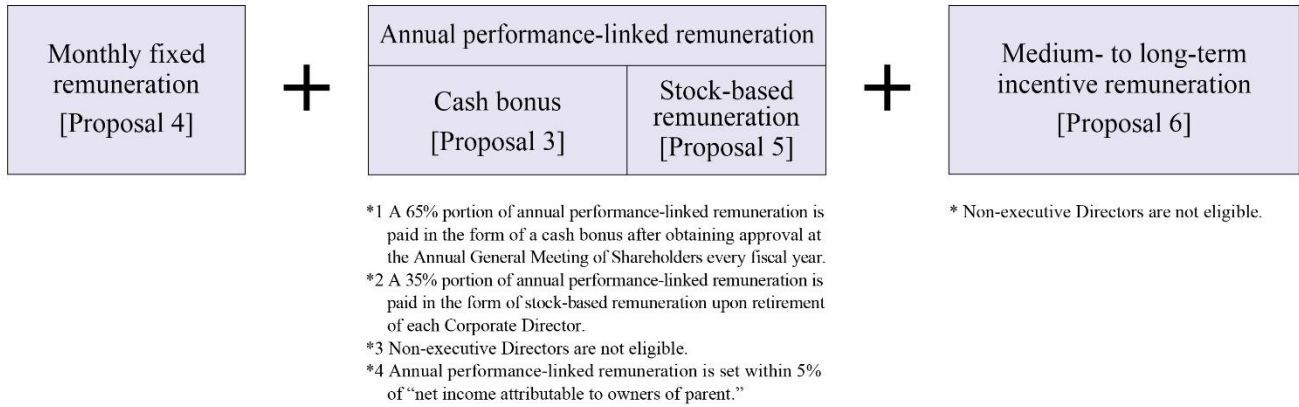 Monthly fixed
remuneration
[Proposal 4]
+
Annual performance-linked remuneration
Cash bonus
[Proposal 3]
Stock-based
remuneration
[Proposal 5]
+
Medium- to long-term
incentive remuneration
[Proposal 6]
*1 A 65% portion of annual performance-linked remuneration is
paid in the form of a cash bonus after obtaining approval at
the Annual General Meeting of Shareholders every fiscal year.
*2 A 35% portion of annual performance-linked remuneration is
paid in the form of stock-based remuneration upon retirement
of each Corporate Director.
*3 Non-executive Directors are not eligible.
*4 Annual performance-linked remuneration is set within 5%
of “net income attributable to owners of parent.”
* Non-executive Directors are not eligible.